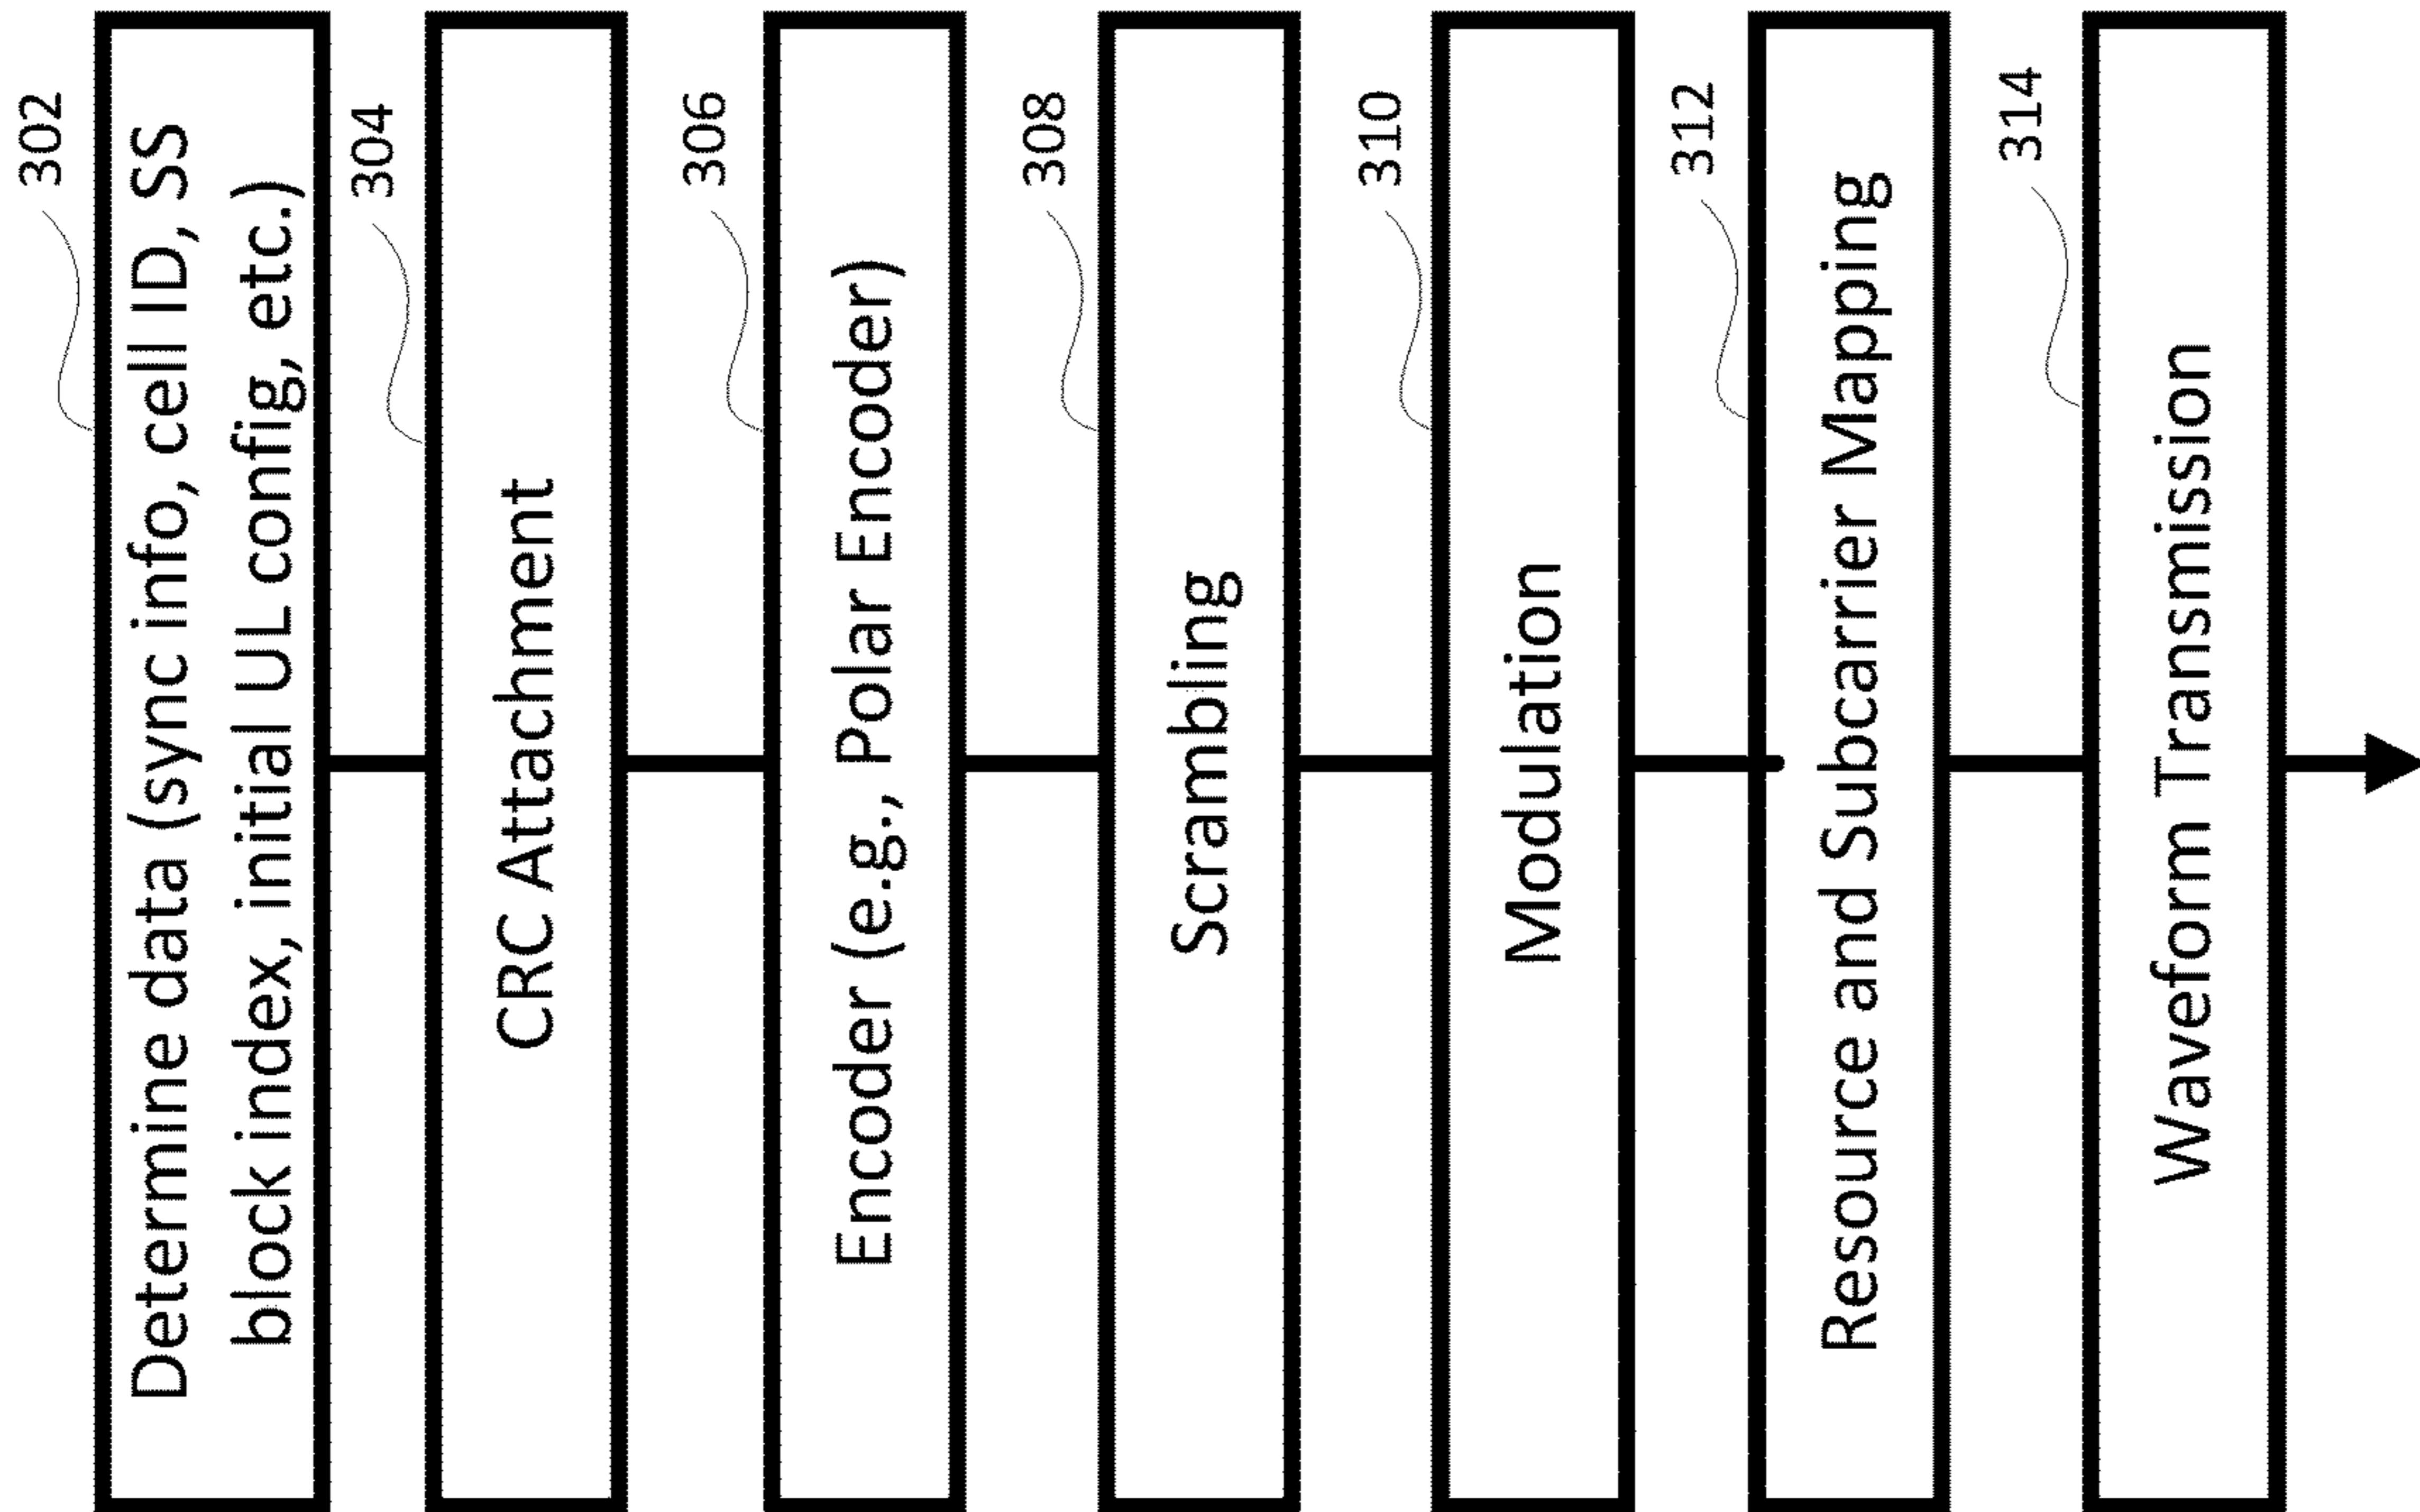 302
Determine data (sync info, cell ID, SS
block index, initial UL config, etc.)
304
CRC Attachment
306
Encoder (e.g., Polar Encoder)
308
Scrambling
310
Modulation
312
Resource and Subcarrier Mapping
314
Waveform Transmission